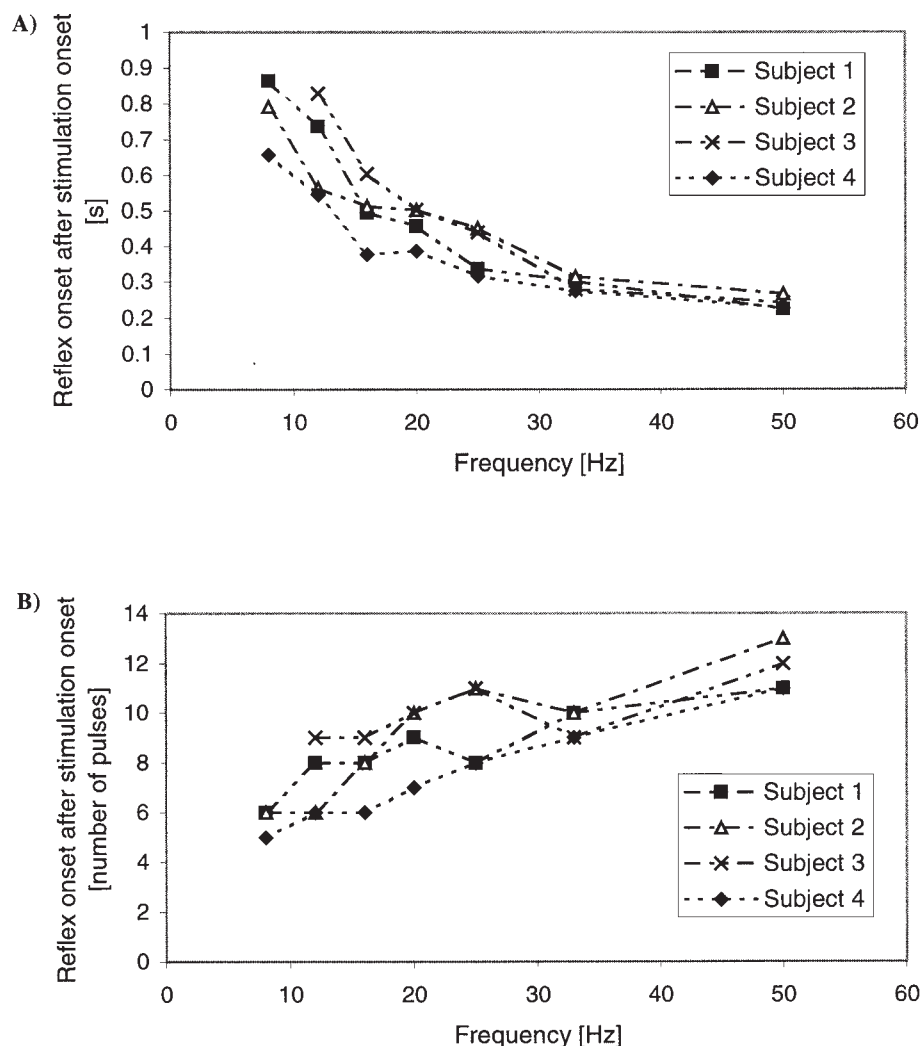 A)
Reflex onset after stimulation onset
[s]
1
0.9
0.8
0.7
0.6
0.5
0.4
0.3
0.2
0.1
0
0
10
20
30
40
50
60
Frequency [Hz]
Subject 1
Subject 2
Subject 3
Subject 4
B)
Reflex onset after stimulation onset
[number of pulses]
14
12
10
8
6
4
2
0
0
10
20
30
40
50
60
Frequency [Hz]
Subject 1
Subject 2
Subject 3
Subject 4